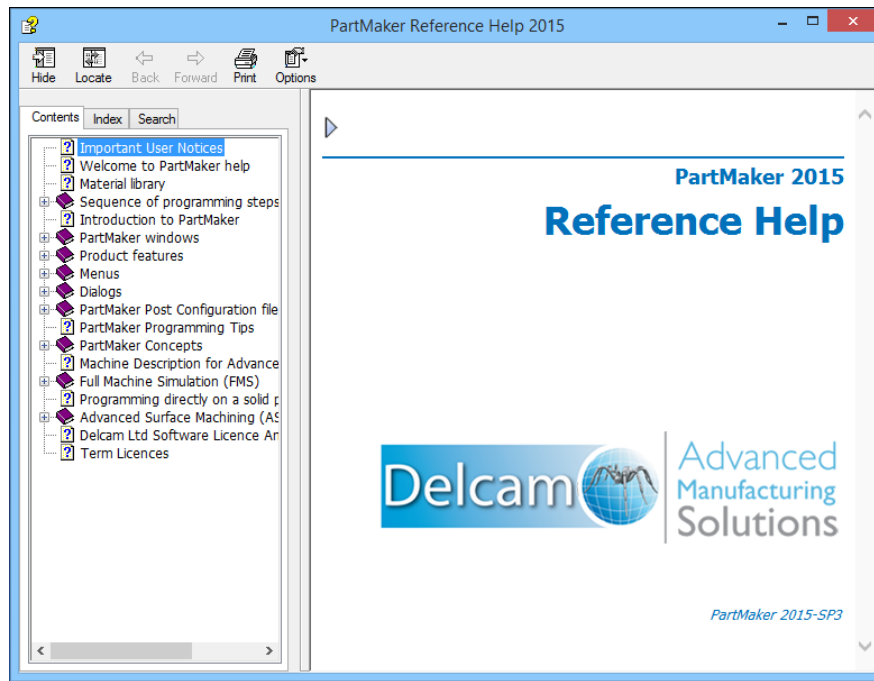 PartMaker Reference Help 2015
Hide Locate Back Forward Print Options
Contents Index Search
Important User Notices
Welcome to PartMaker help
Material library
Sequence of programming steps
Introduction to PartMaker
PartMaker windows
Product features
Menus
Dialogs
PartMaker Post Configuration file
PartMaker Programming Tips
PartMaker Concepts
Machine Description for Advance
Full Machine Simulation (FMS)
Programming directly on a solid p
Advanced Surface Machining (AS
Delcam Ltd Software Licence Ar
Term Licences
PartMaker 2015
Reference Help
Delcam
Advanced
Manufacturing
Solutions
PartMaker 2015-SP3